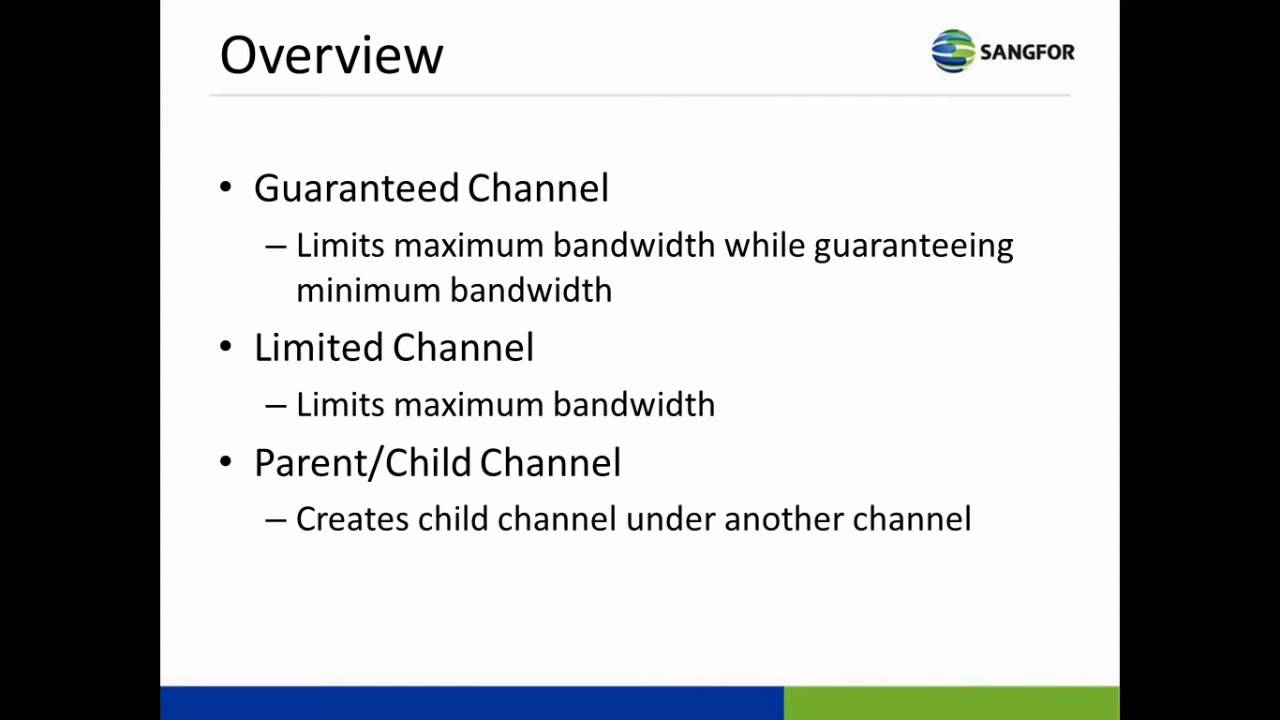 Overview
SANGFOR
• Guaranteed Channel
– Limits maximum bandwidth while guaranteeing
minimum bandwidth
• Limited Channel
– Limits maximum bandwidth
• Parent/Child Channel
– Creates child channel under another channel